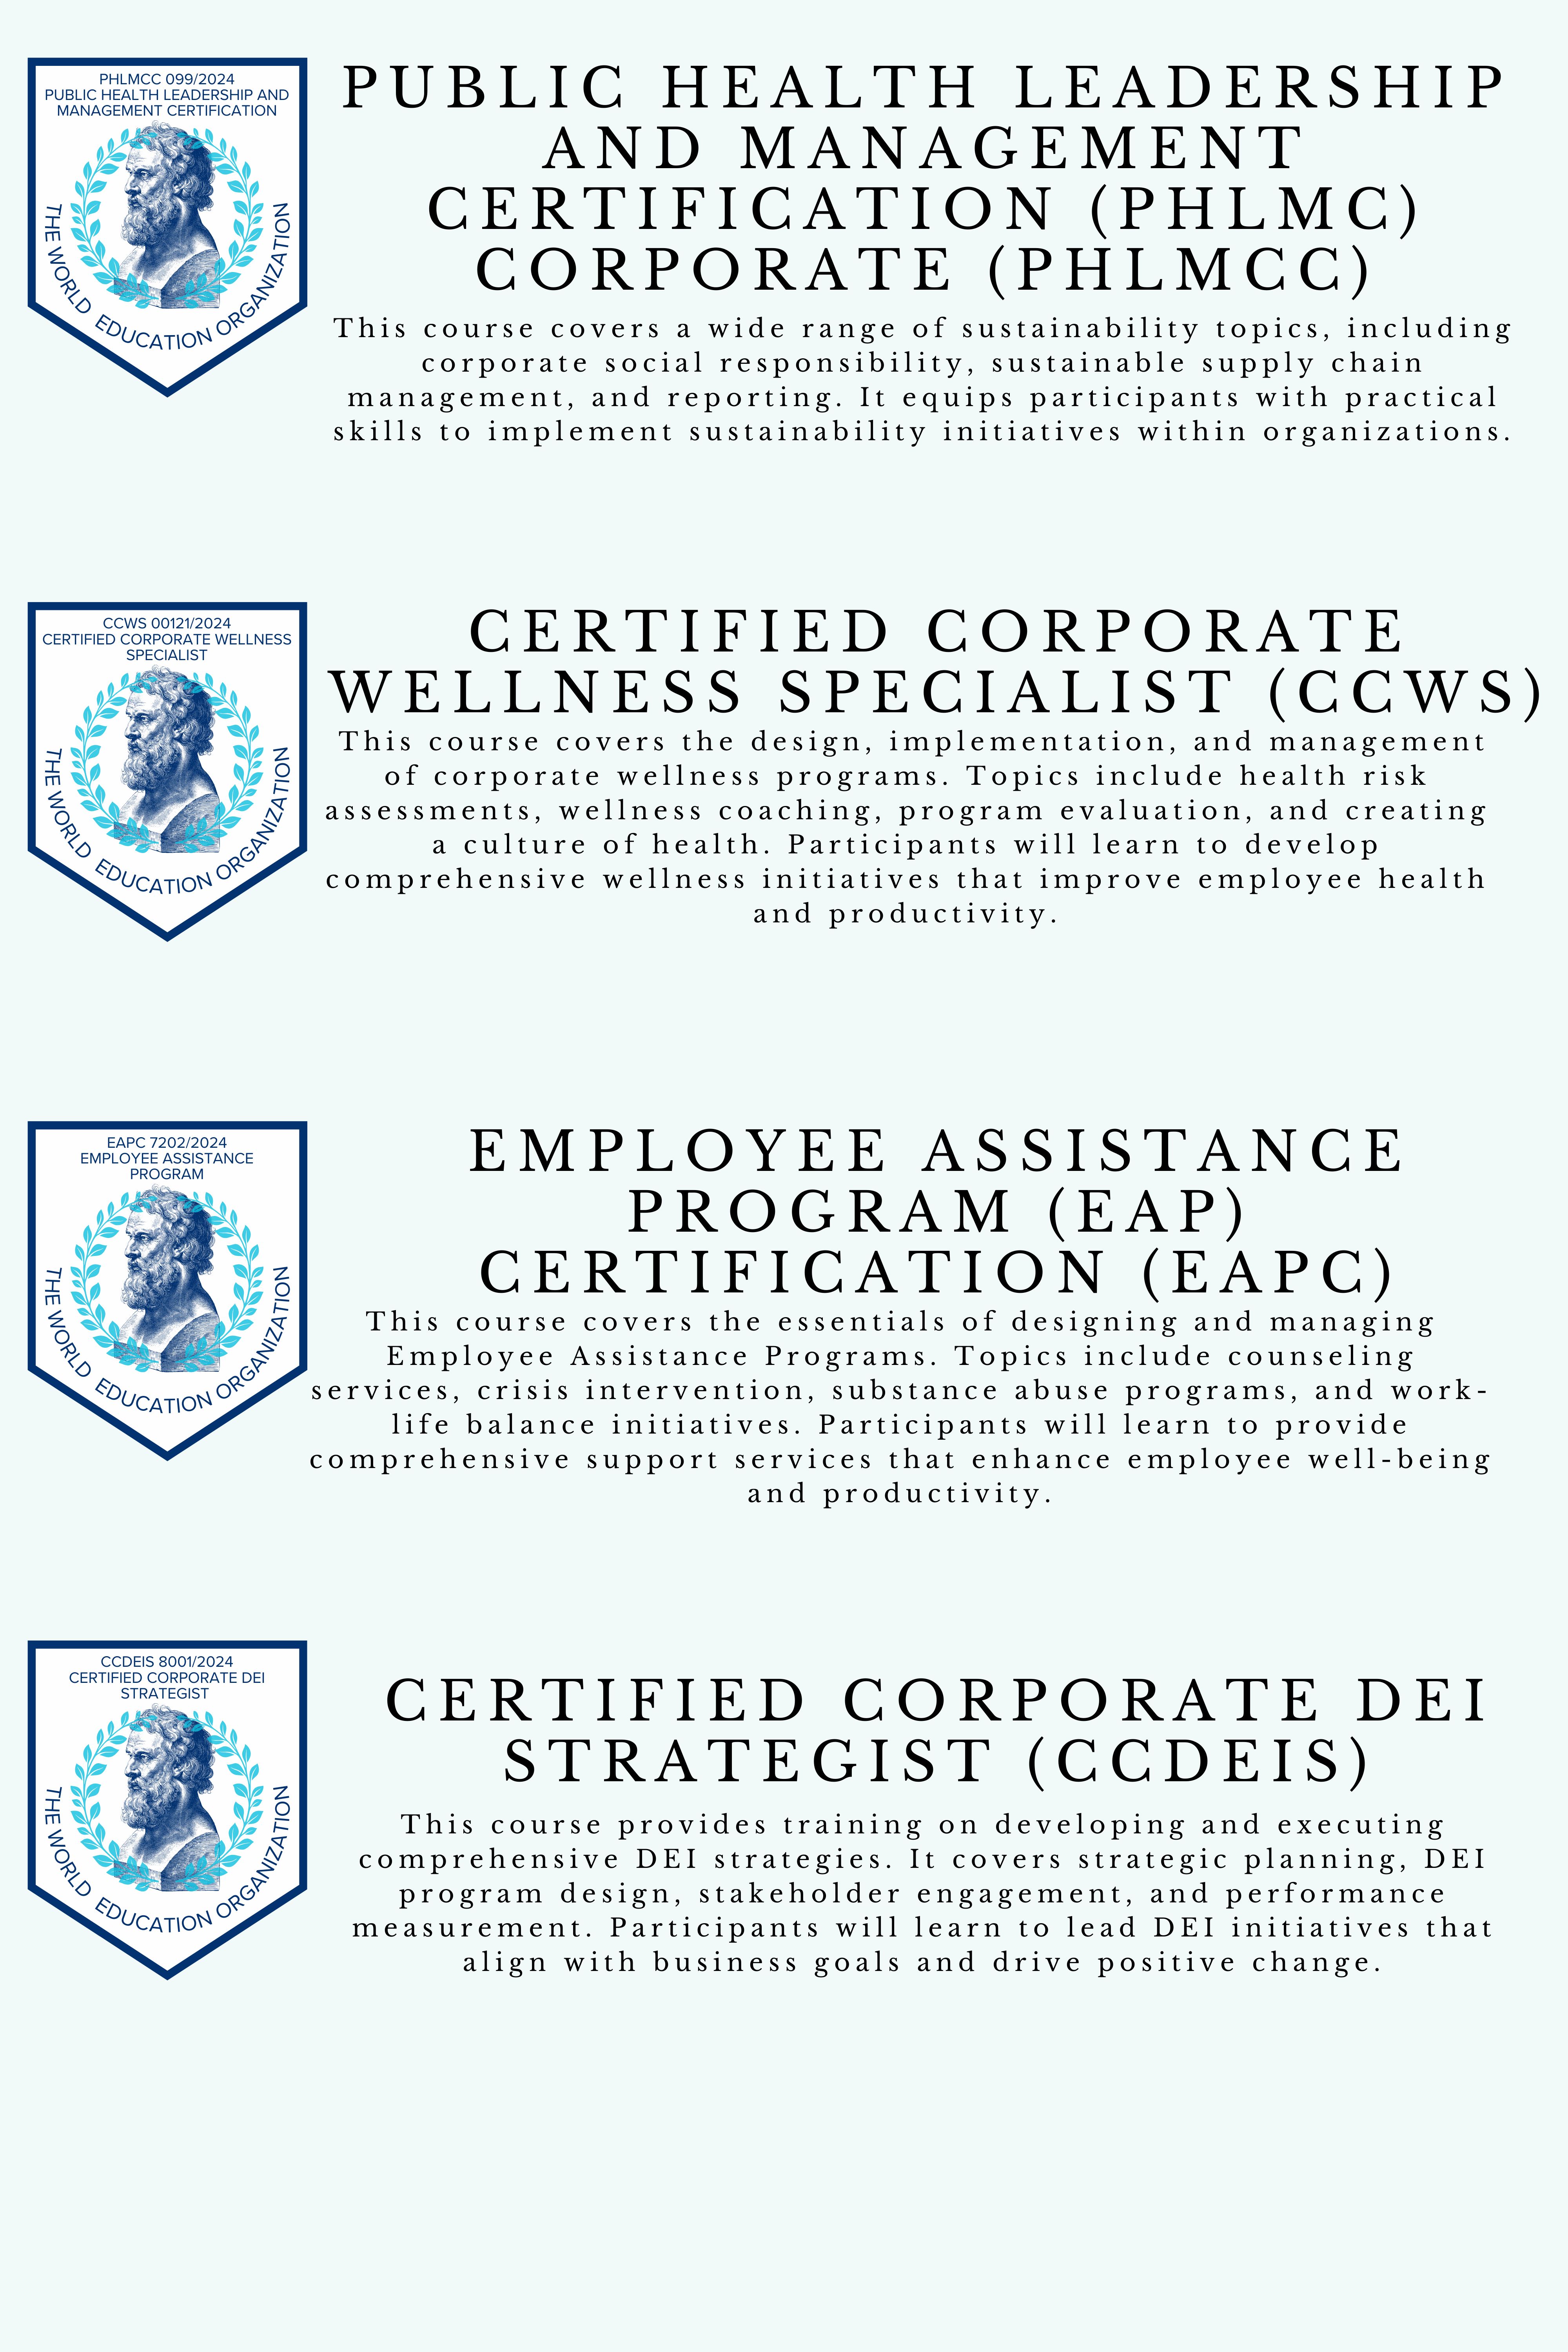 PHLMCC 099/2024
PUBLIC HEALTH LEADERSHIP AND
MANAGEMENT CERTIFICATION
THE WORLD EDUCATION ORGANIZATION
PUBLIC HEALTH LEADERSHIP
AND MANAGEMENT
CERTIFICATION (PHLMC)
CORPORATE (PHLMCC)
This course covers a wide range of sustainability topics, including
corporate social responsibility, sustainable supply chain
management, and reporting. It equips participants with practical
skills to implement sustainability initiatives within organizations.
CCWS 00121/2024
CERTIFIED CORPORATE WELLNESS
SPECIALIST
THE WORLD EDUCATION ORGANIZATION
CERTIFIED CORPORATE
WELLNESS SPECIALIST (CCWS)
This course covers the design, implementation, and management
of corporate wellness programs. Topics include health risk
assessments, wellness coaching, program evaluation, and creating
a culture of health. Participants will learn to develop
comprehensive wellness initiatives that improve employee health
and productivity.
EAPC 7202/2024
EMPLOYEE ASSISTANCE
PROGRAM
THE WORLD EDUCATION ORGANIZATION
EMPLOYEE ASSISTANCE
PROGRAM (EAP)
CERTIFICATION (EAPC)
This course covers the essentials of designing and managing
Employee Assistance Programs. Topics include counseling
services, crisis intervention, substance abuse programs, and work-
life balance initiatives. Participants will learn to provide
comprehensive support services that enhance employee well-being
and productivity.
CCDEIS 8001/2024
CERTIFIED CORPORATE DEI
STRATEGIST
THE WORLD EDUCATION ORGANIZATION
CERTIFIED CORPORATE DEI
STRATEGIST (CCDEIS)
This course provides training on developing and executing
comprehensive DEI strategies. It covers strategic planning, DEI
program design, stakeholder engagement, and performance
measurement. Participants will learn to lead DEI initiatives that
align with business goals and drive positive change.